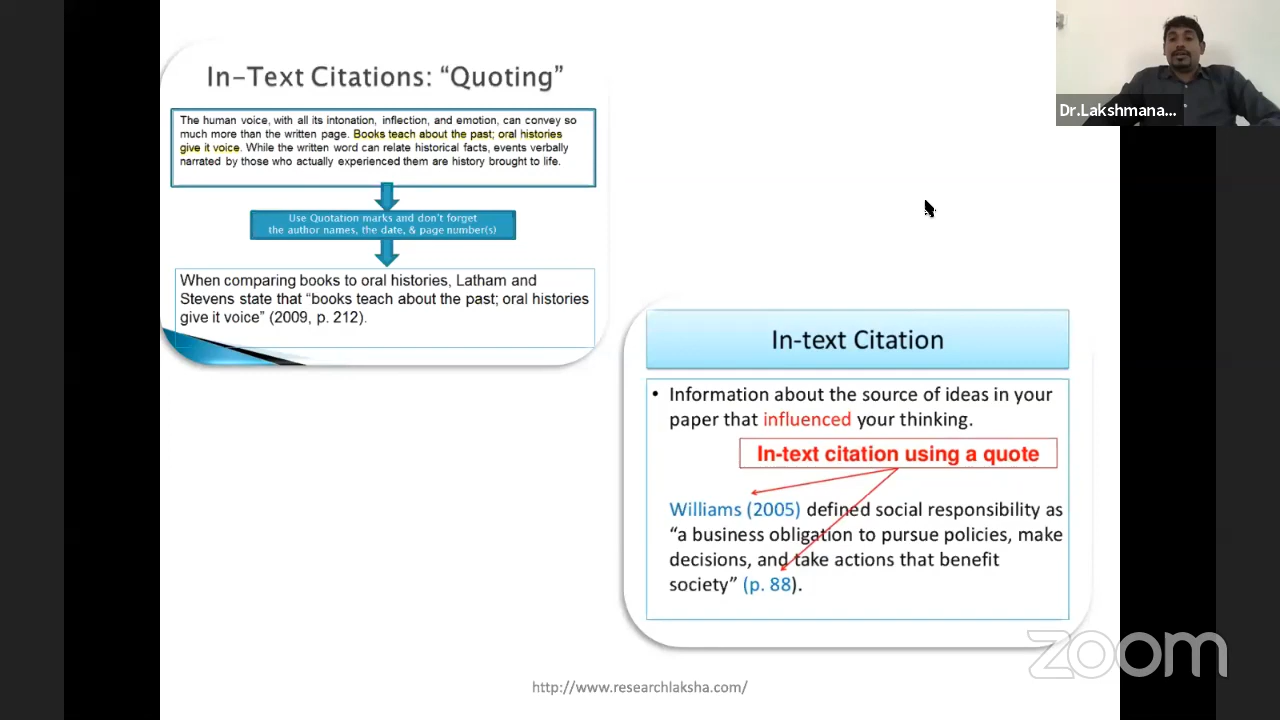 In-Text Citations: “Quoting”
The human voice, with all its intonation, inflection, and emotion, can convey so
much more than the written page. Books teach about the past; oral histories
give it voice. While the written word can relate historical facts, events verbally
narrated by those who actually experienced them are history brought to life.
Use Quotation marks and don't forget
the author names, the date, & page number(s)
When comparing books to oral histories, Latham and
Stevens state that “books teach about the past; oral histories
give it voice” (2009, p. 212).
Dr.Lakshmana...
In-text Citation
• Information about the source of ideas in your
paper that influenced your thinking.
In-text citation using a quote
Williams (2005) defined social responsibility as
“a business obligation to pursue policies, make
decisions, and take actions that benefit
society” (p. 88).
zoom
http://www.researchlaksha.com/